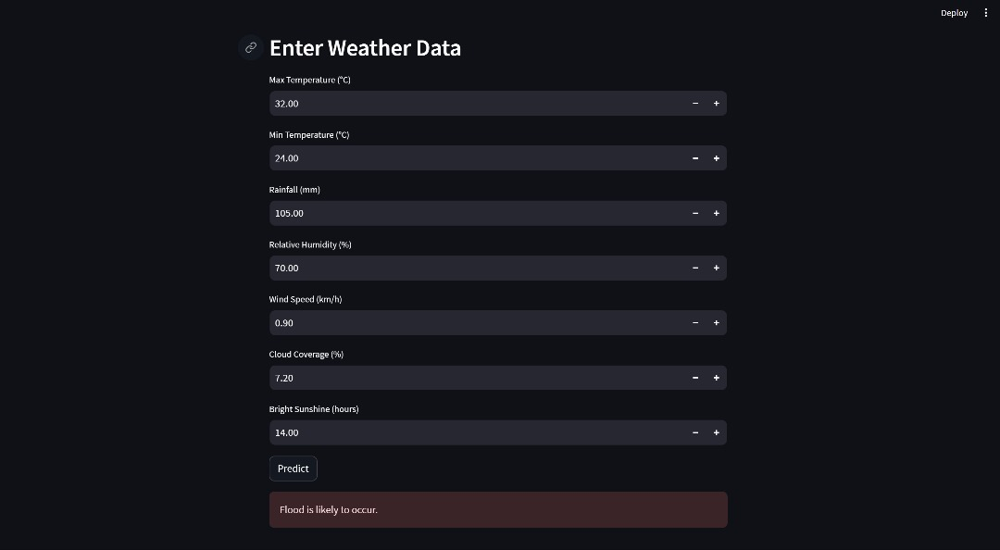 Deploy
Enter Weather Data
Max Temperature (°C)
32.00
Min Temperature (°C)
24.00
Rainfall (mm)
105.00
Relative Humidity (%)
70.00
Wind Speed (km/h)
0.90
Cloud Coverage (%)
7.20
Bright Sunshine (hours)
14.00
Predict
Flood is likely to occur.